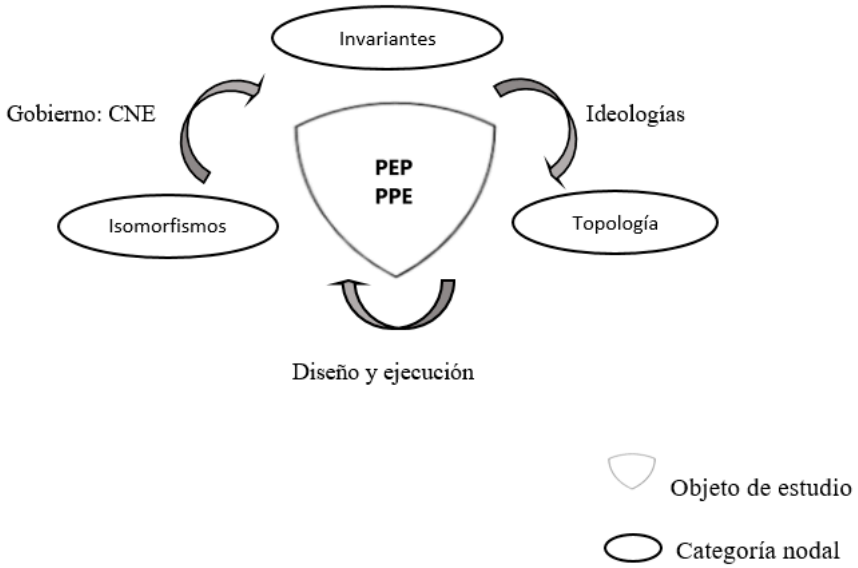 Invariantes
Gobierno: CNE
Ideologías
PEP
PPE
Isomorfismos
Topología
Diseño y ejecución
Objeto de estudio
Categoría nodal